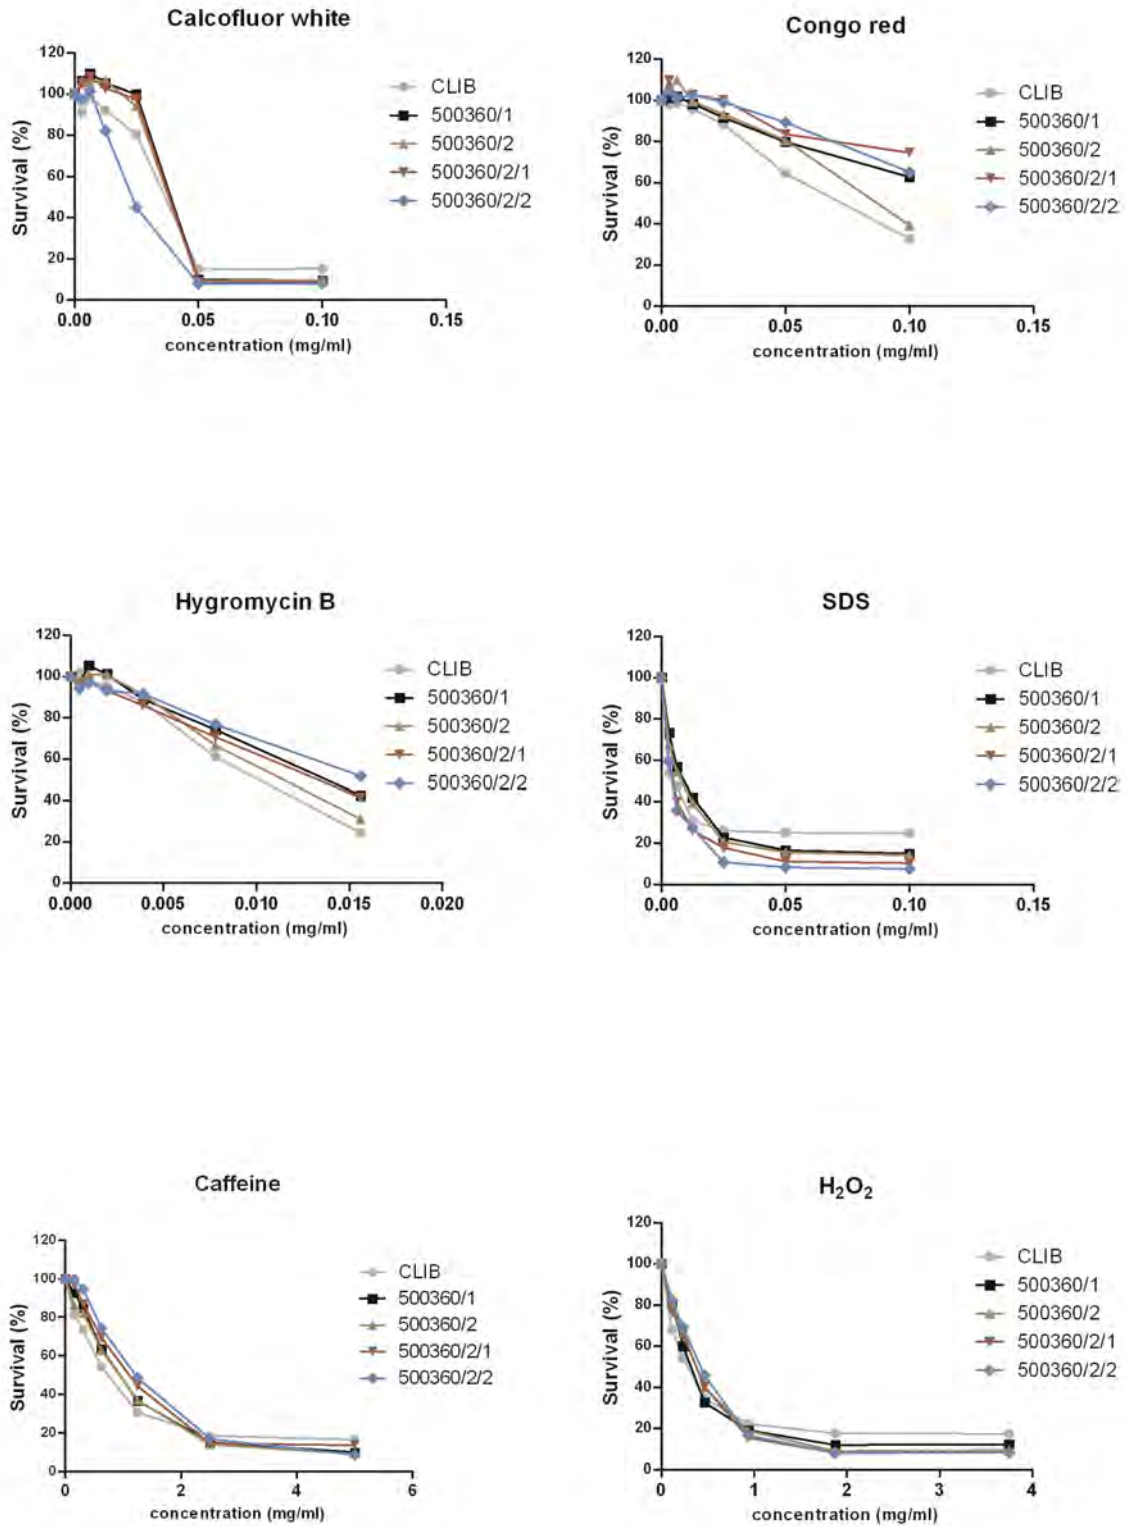 Calcofluor white
120
100
80
60
40
20
0
Survival (%)
0.00 0.05 0.10 0.15
concentration (mg/ml)
CLIB
500360/1
500360/2
500360/2/1
500360/2/2
Congo red
120
100
80
60
40
20
0
Survival (%)
0.00 0.05 0.10 0.15
concentration (mg/ml)
CLIB
500360/1
500360/2
500360/2/1
500360/2/2
Hygromycin B
120
100
80
60
40
20
0
Survival (%)
0.000 0.005 0.010 0.015 0.020
concentration (mg/ml)
CLIB
500360/1
500360/2
500360/2/1
500360/2/2
SDS
120
100
80
60
40
20
0
Survival (%)
0.00 0.05 0.10 0.15
concentration (mg/ml)
CLIB
500360/1
500360/2
500360/2/1
500360/2/2
Caffeine
120
100
80
60
40
20
0
Survival (%)
0 2 4 6
concentration (mg/ml)
CLIB
500360/1
500360/2
500360/2/1
500360/2/2
H₂O₂
120
100
80
60
40
20
0
Survival (%)
0 1 2 3 4
concentration (mg/ml)
CLIB
500360/1
500360/2
500360/2/1
500360/2/2